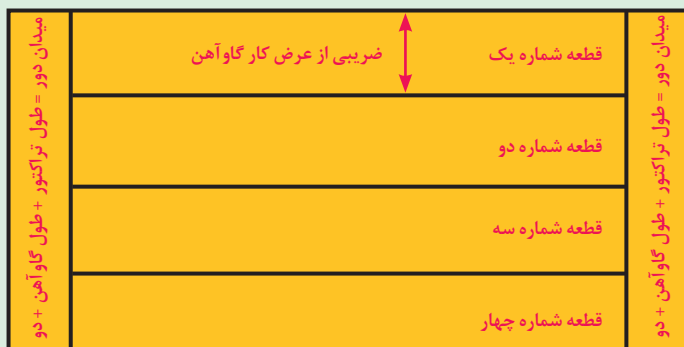 میدان دور = طول تراکتور + طول گاوآهن + دو
قطعه شماره یک
ضریبی از عرض کار گاوآهن
قطعه شماره دو
قطعه شماره سه
قطعه شماره چهار
میدان دور = طول تراکتور + طول گاوآهن + دو